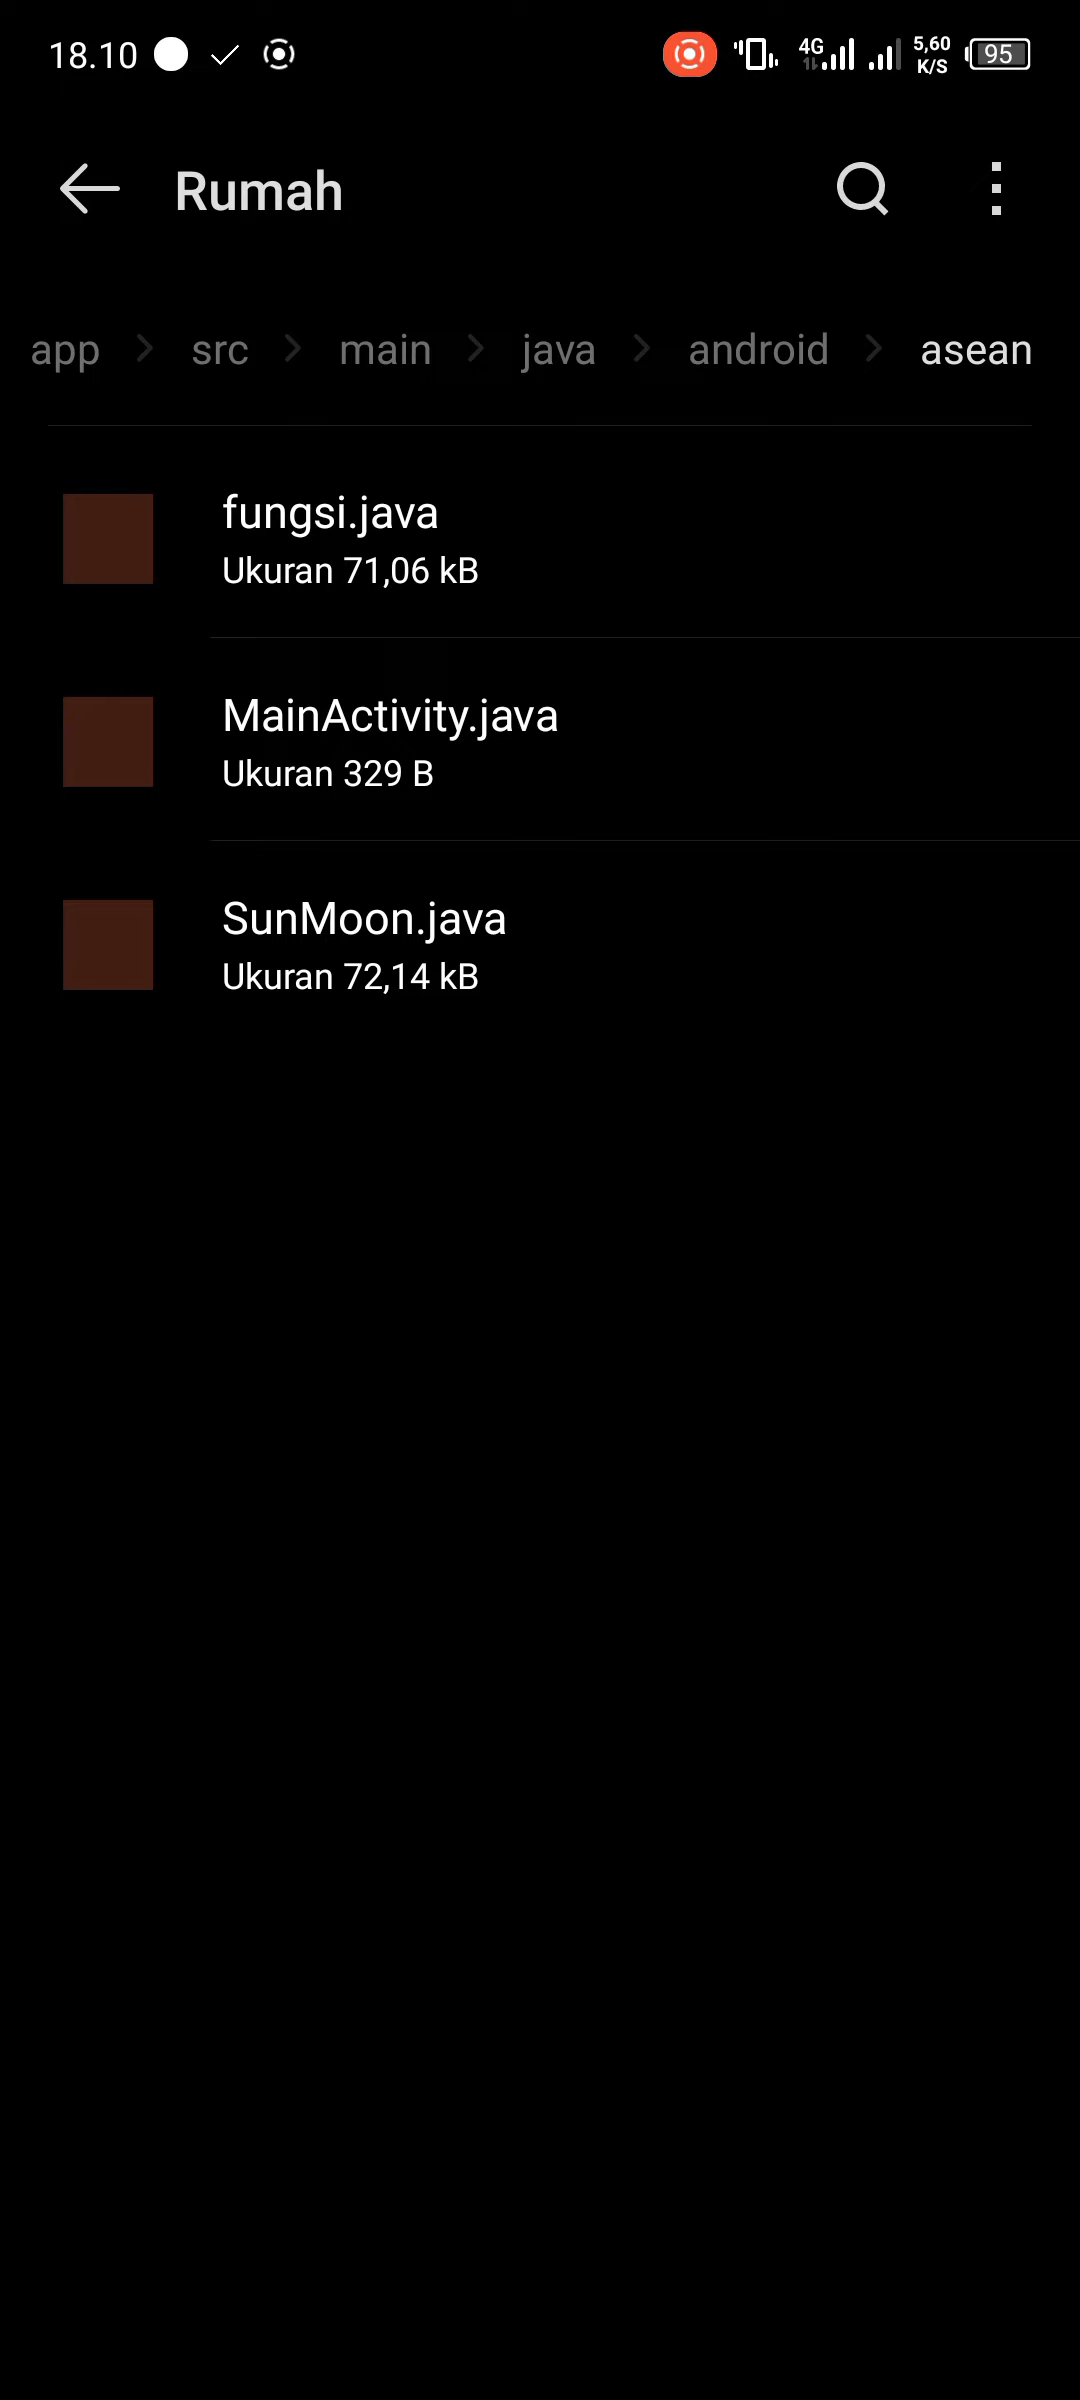 18.10 4G 5,60 K/S 95
Rumah
app src main java android asean
fungsi.java
Ukuran 71,06 kB
MainActivity.java
Ukuran 329 B
SunMoon.java
Ukuran 72,14 kB